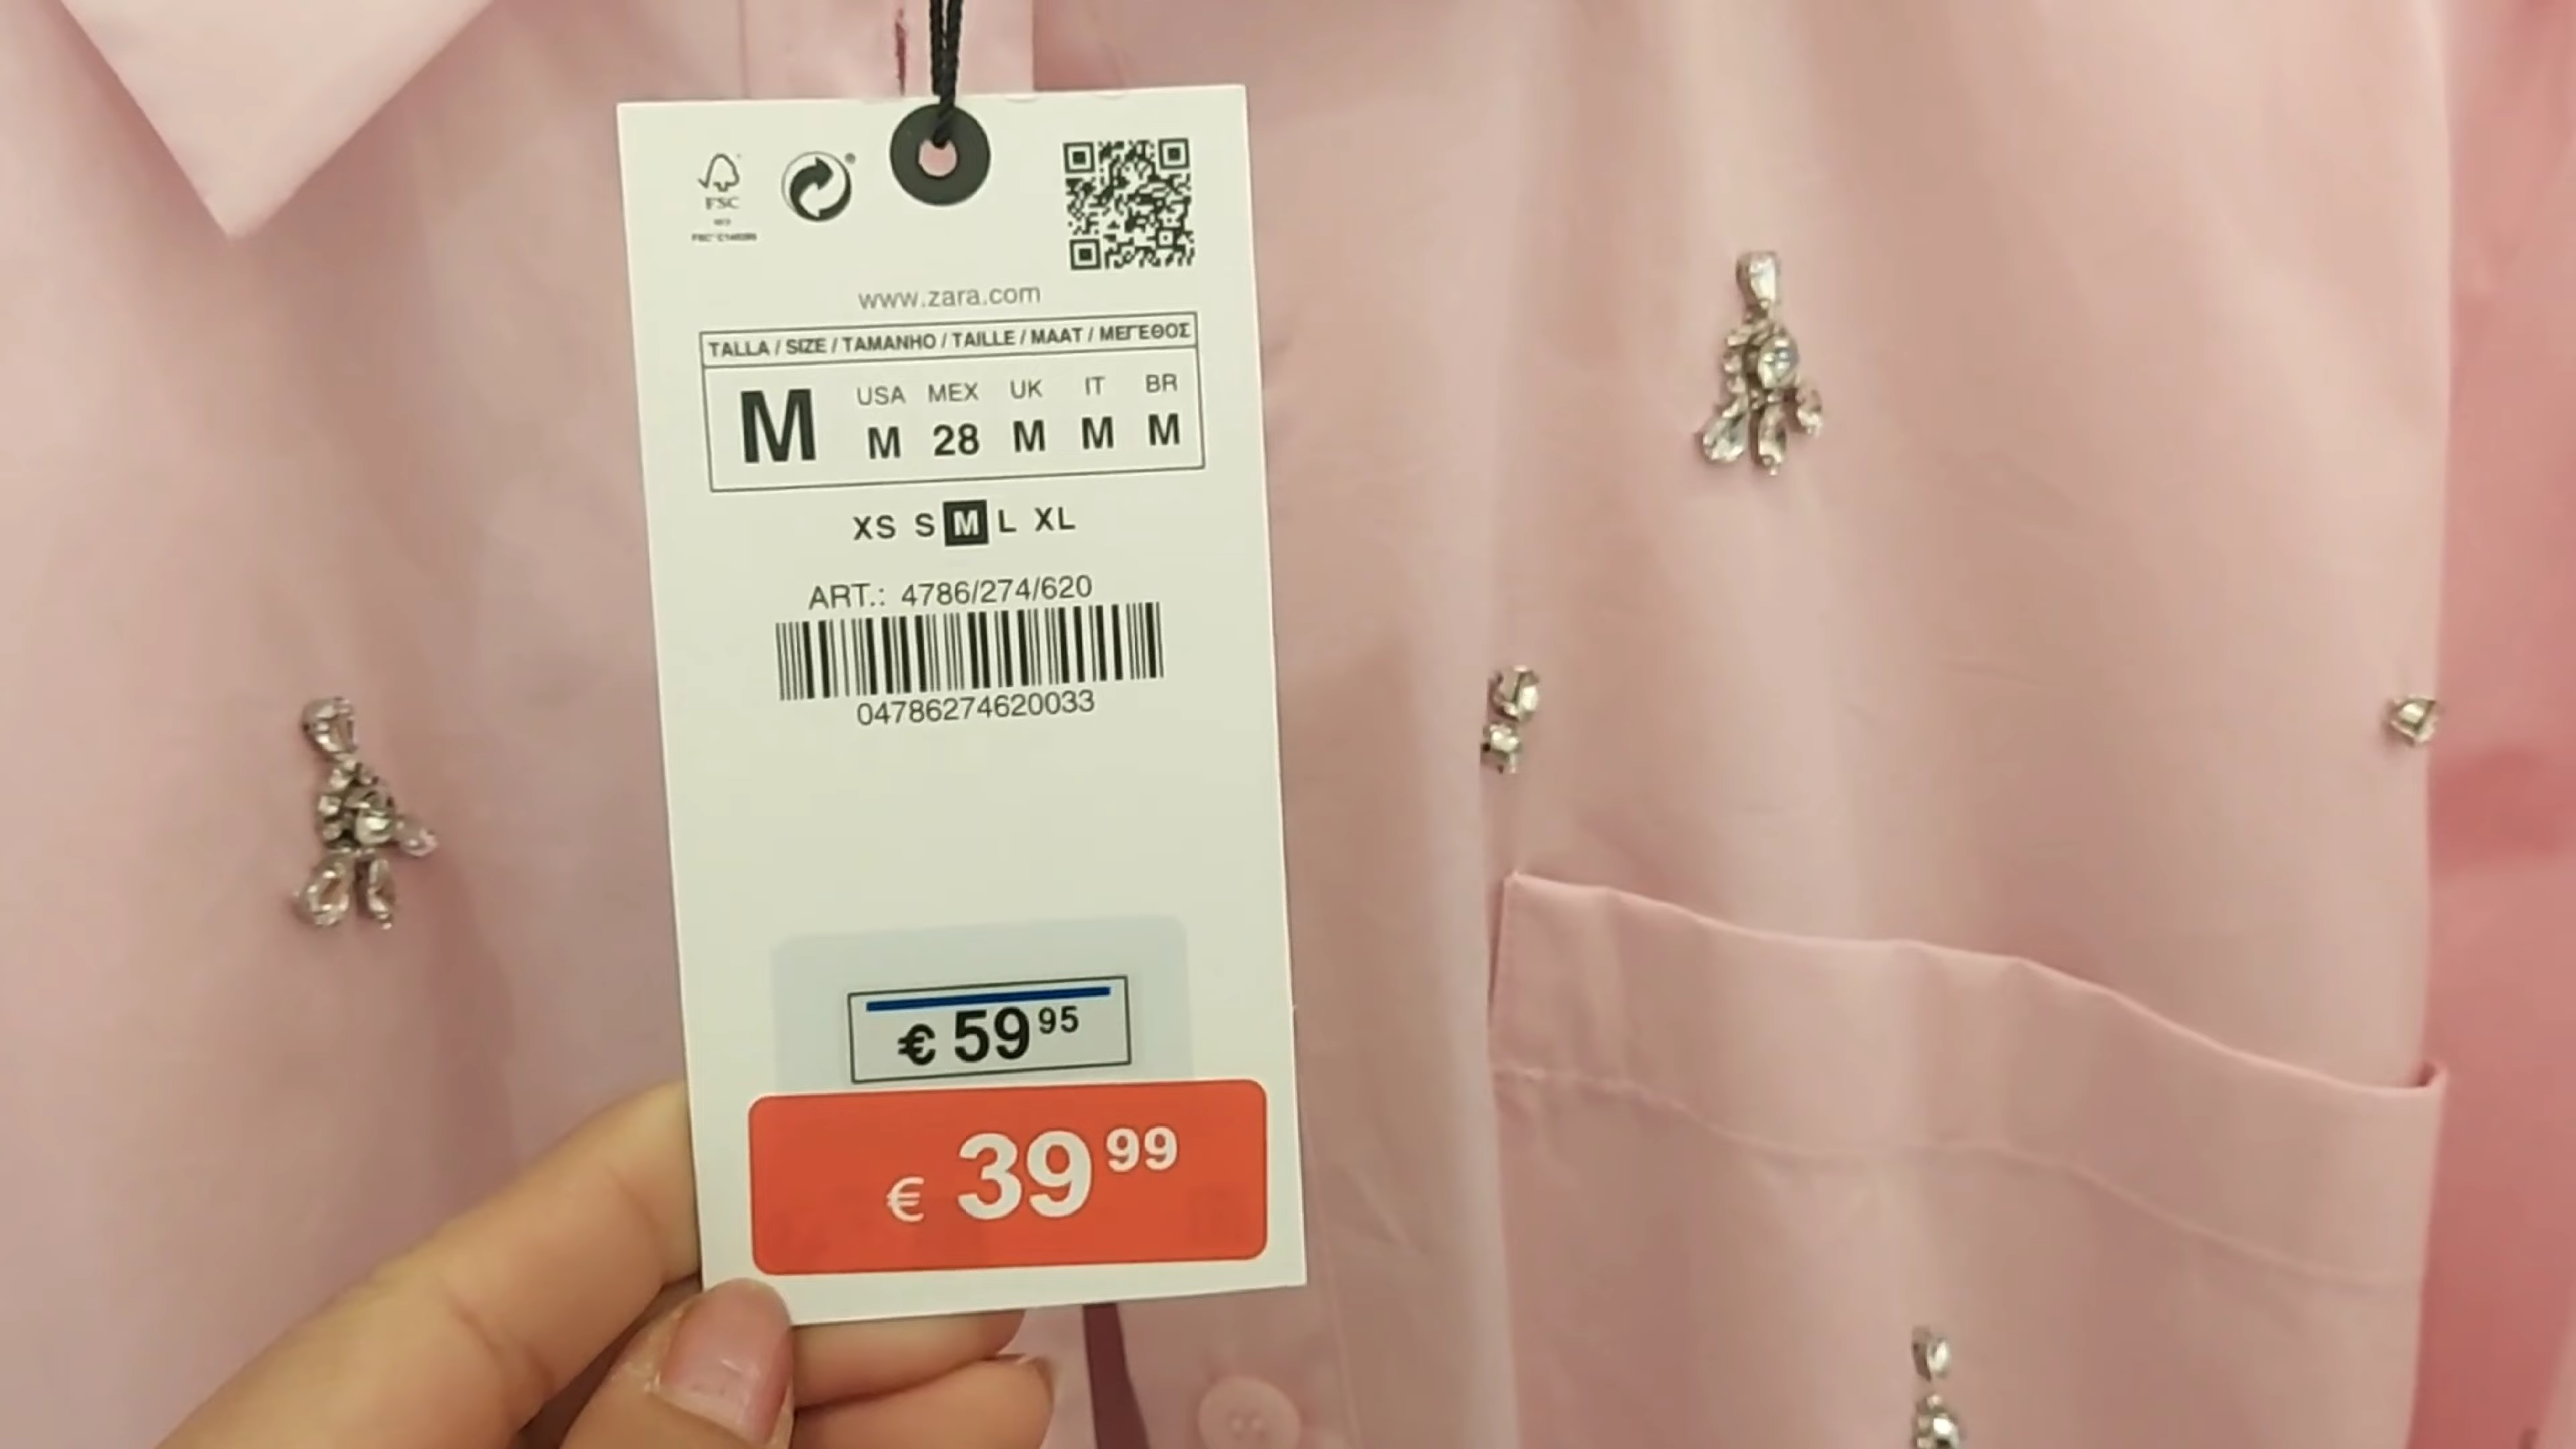 FSC
www.zara.com
TALLA / SIZE / TAMANHO / TAILLE / MAAT / ΜΕΓΕΘΟΣ
M
USA MEX UK IT BR
M 28 M M M
XS S M L XL
ART.: 4786/274/620
04786274620033
€ 59 95
€ 39 99